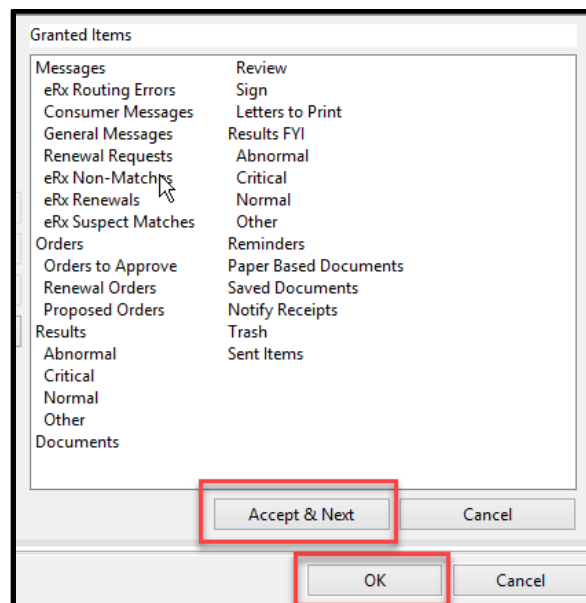 Granted Items
Messages
eRx Routing Errors
Consumer Messages
General Messages
Renewal Requests
eRx Non-Matches
eRx Renewals
eRx Suspect Matches
Orders
Orders to Approve
Renewal Orders
Proposed Orders
Results
Abnormal
Critical
Normal
Other
Documents
Review
Sign
Letters to Print
Results FYI
Abnormal
Critical
Normal
Other
Reminders
Paper Based Documents
Saved Documents
Notify Receipts
Trash
Sent Items
Accept & Next
Cancel
OK
Cancel